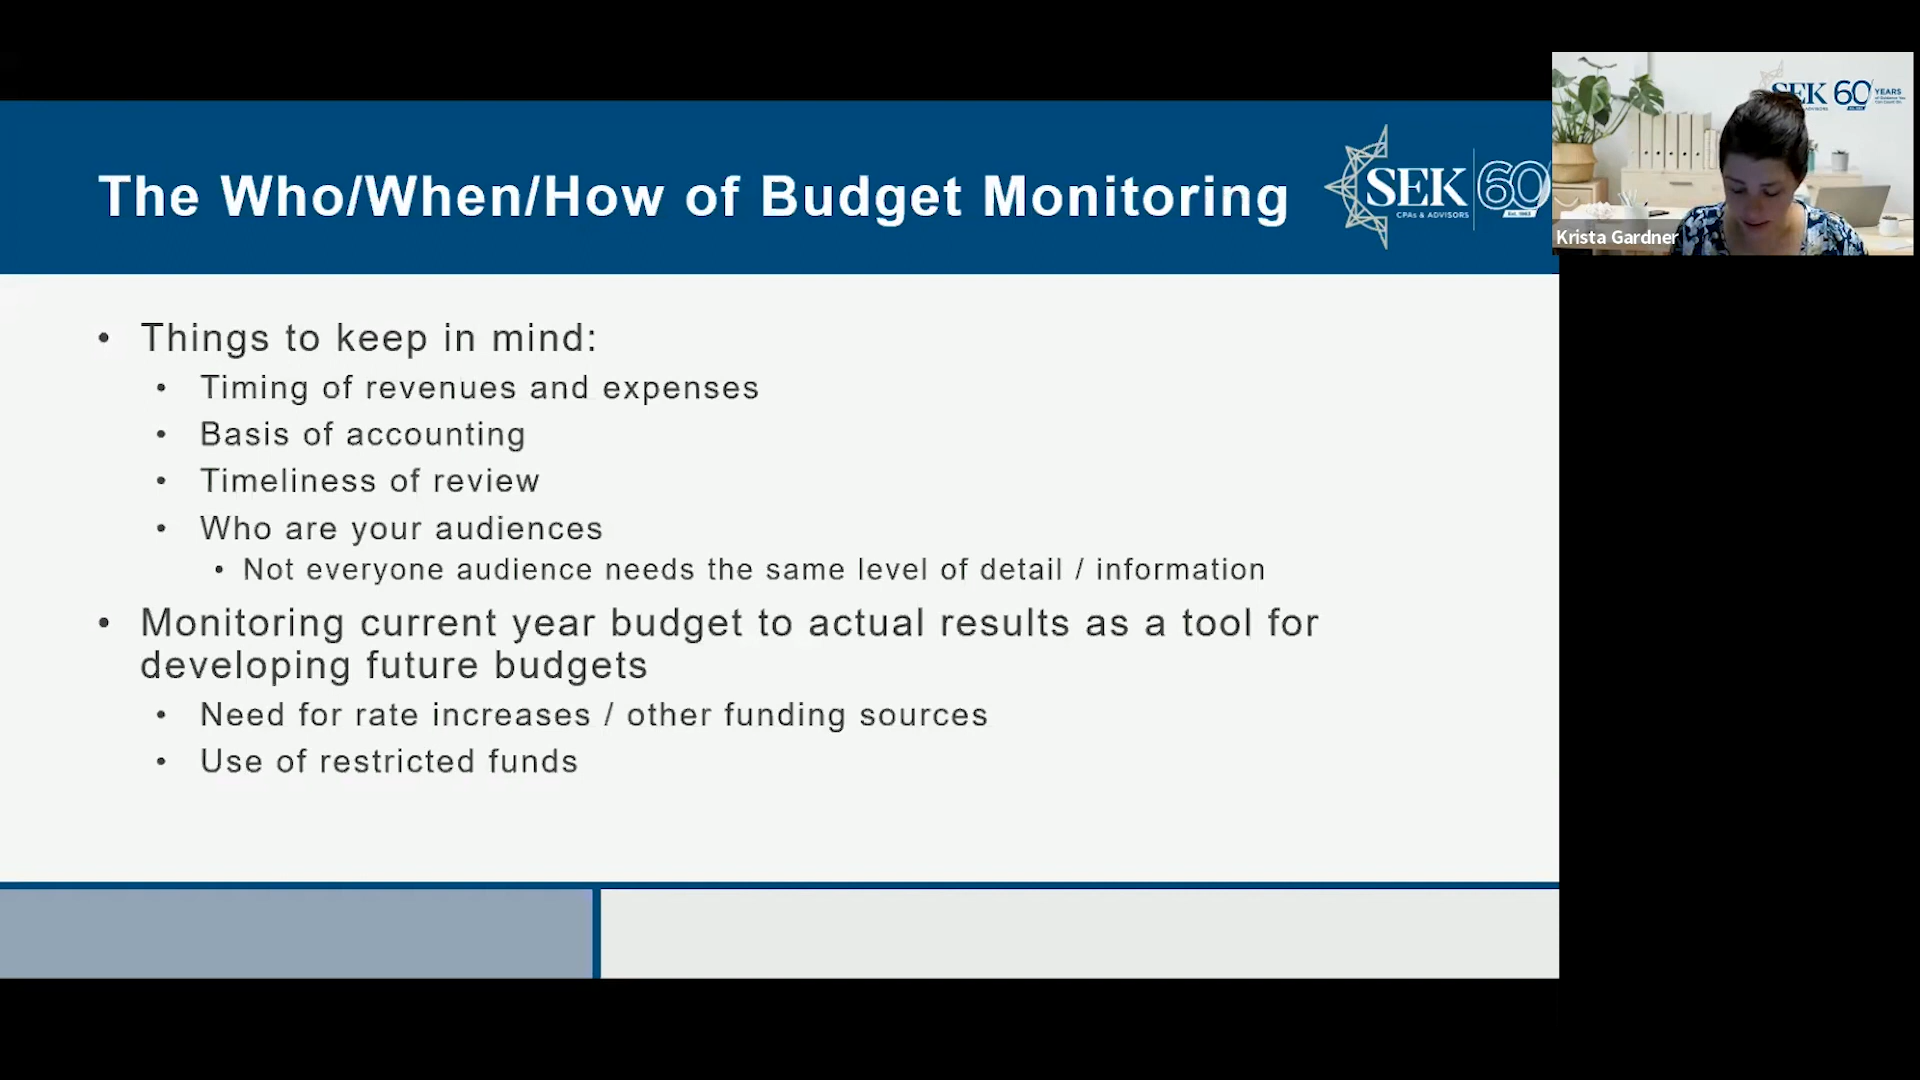 The Who/When/How of Budget Monitoring
SEK
CPAs & ADVISORS
60
Est. 1963
SEK 60 YEARS
Krista Gardner
• Things to keep in mind:
• Timing of revenues and expenses
• Basis of accounting
• Timeliness of review
• Who are your audiences
• Not everyone audience needs the same level of detail / information
• Monitoring current year budget to actual results as a tool for
developing future budgets
• Need for rate increases / other funding sources
• Use of restricted funds